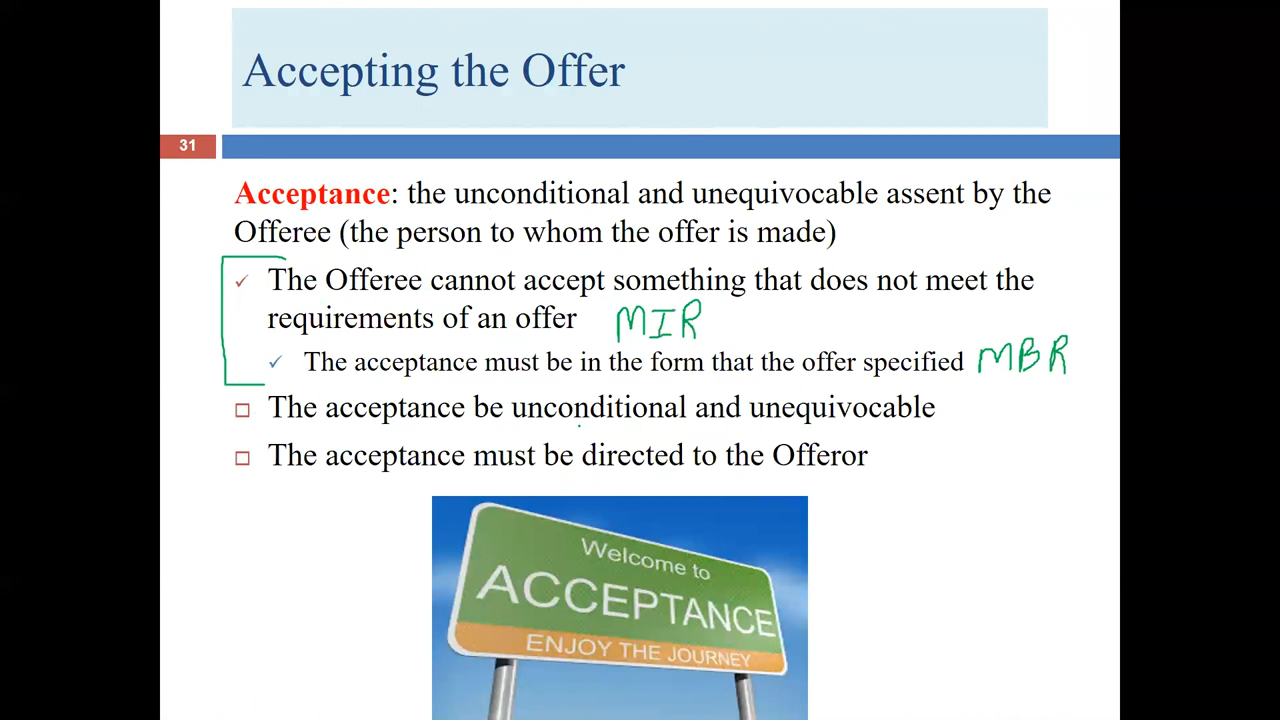 Accepting the Offer
31
Acceptance: the unconditional and unequivocable assent by the
Offeree (the person to whom the offer is made)
The Offeree cannot accept something that does not meet the
requirements of an offer MIR
The acceptance must be in the form that the offer specified MBR
The acceptance be unconditional and unequivocable
The acceptance must be directed to the Offeror
Welcome to
ACCEPTANCE
ENJOY THE JOURNEY